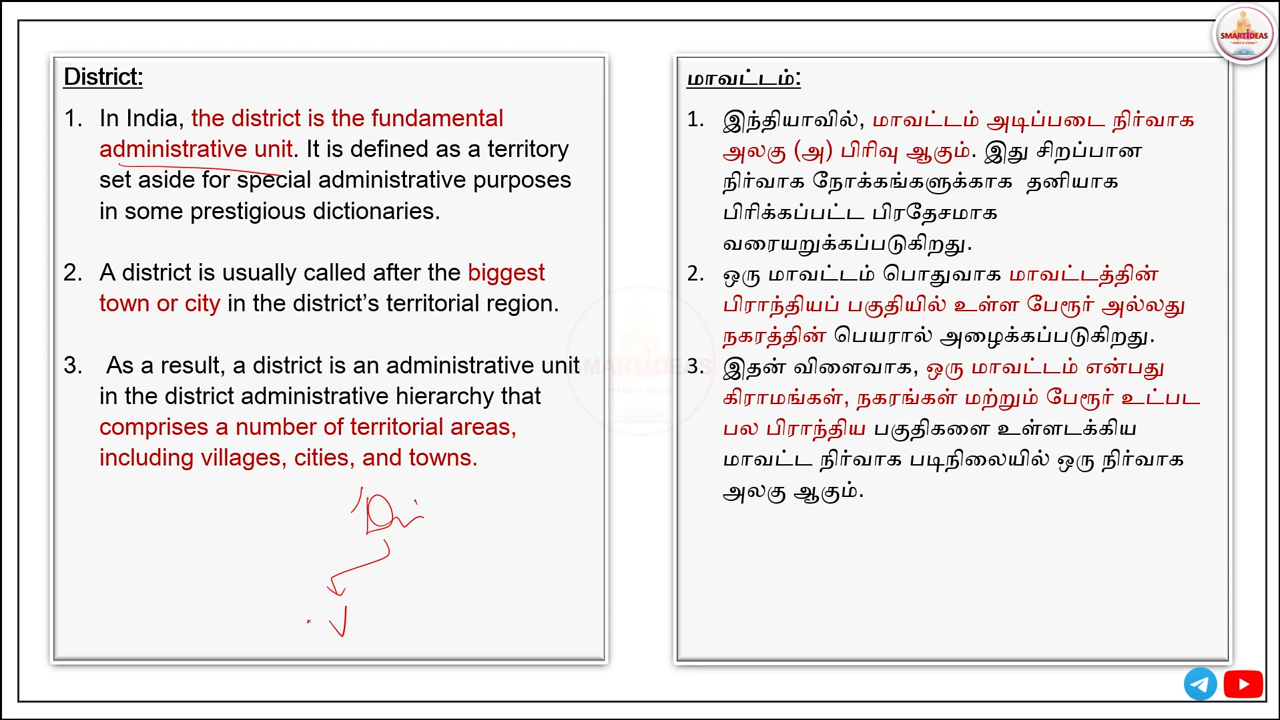 SMARTIDEAS
District:
1. In India, the district is the fundamental
administrative unit. It is defined as a territory
set aside for special administrative purposes
in some prestigious dictionaries.
2. A district is usually called after the biggest
town or city in the district’s territorial region.
3. As a result, a district is an administrative unit
in the district administrative hierarchy that
comprises a number of territorial areas,
including villages, cities, and towns.
Di
V
மாவட்டம்:
1. இந்தியாவில், மாவட்டம் அடிப்படை நிர்வாக
அலகு (அ) பிரிவு ஆகும். இது சிறப்பான
நிர்வாக நோக்கங்களுக்காக தனியாக
பிரிக்கப்பட்ட பிரதேசமாக
வரையறுக்கப்படுகிறது.
2. ஒரு மாவட்டம் பொதுவாக மாவட்டத்தின்
பிராந்தியப் பகுதியில் உள்ள பேரூர் அல்லது
நகரத்தின் பெயரால் அழைக்கப்படுகிறது.
3. இதன் விளைவாக, ஒரு மாவட்டம் என்பது
கிராமங்கள், நகரங்கள் மற்றும் பேரூர் உட்பட
பல பிராந்திய பகுதிகளை உள்ளடக்கிய
மாவட்ட நிர்வாக படிநிலையில் ஒரு நிர்வாக
அலகு ஆகும்.
SMARTIDEAS